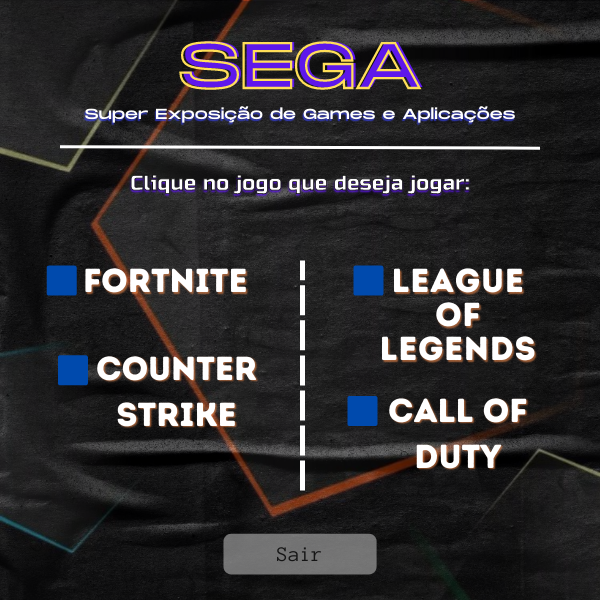 SEGA
Super Exposição de Games e Aplicações
Clique no jogo que deseja jogar:
FORTNITE
COUNTER
STRIKE
LEAGUE
OF
LEGENDS
CALL OF
DUTY
Sair